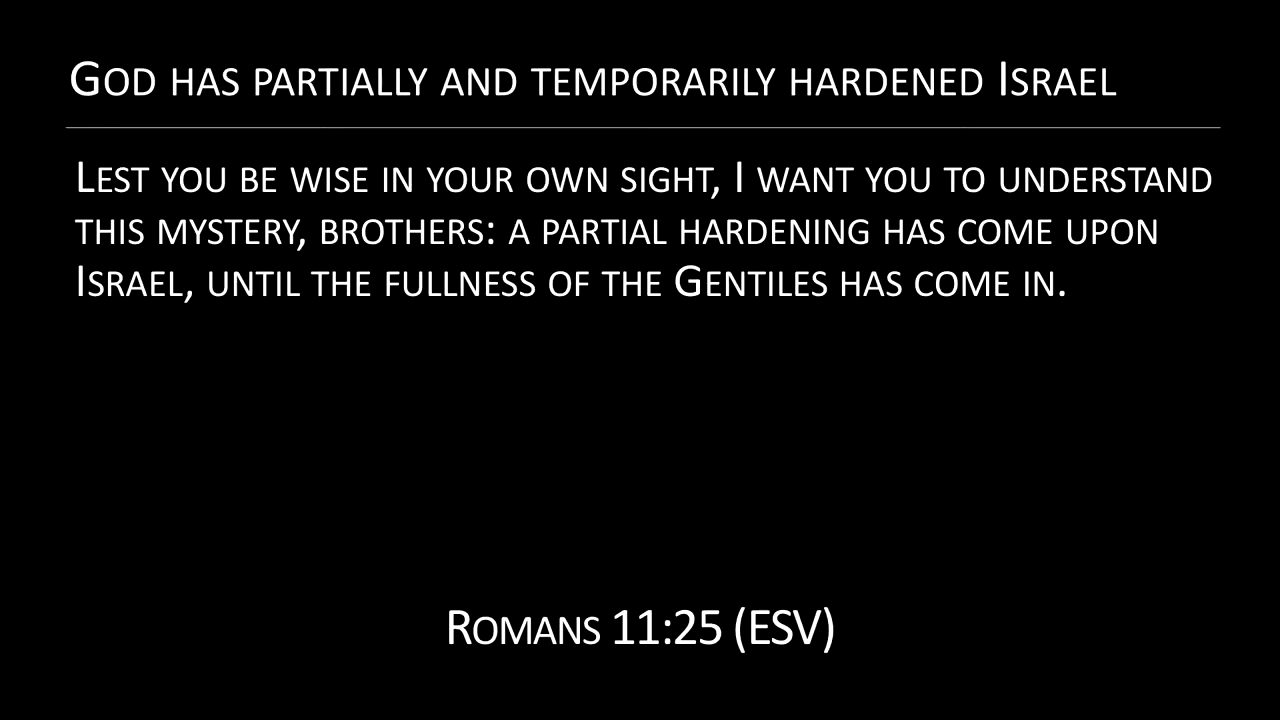 God has partially and temporarily hardened Israel
Lest you be wise in your own sight, I want you to understand
this mystery, brothers: a partial hardening has come upon
Israel, until the fullness of the Gentiles has come in.
Romans 11:25 (ESV)